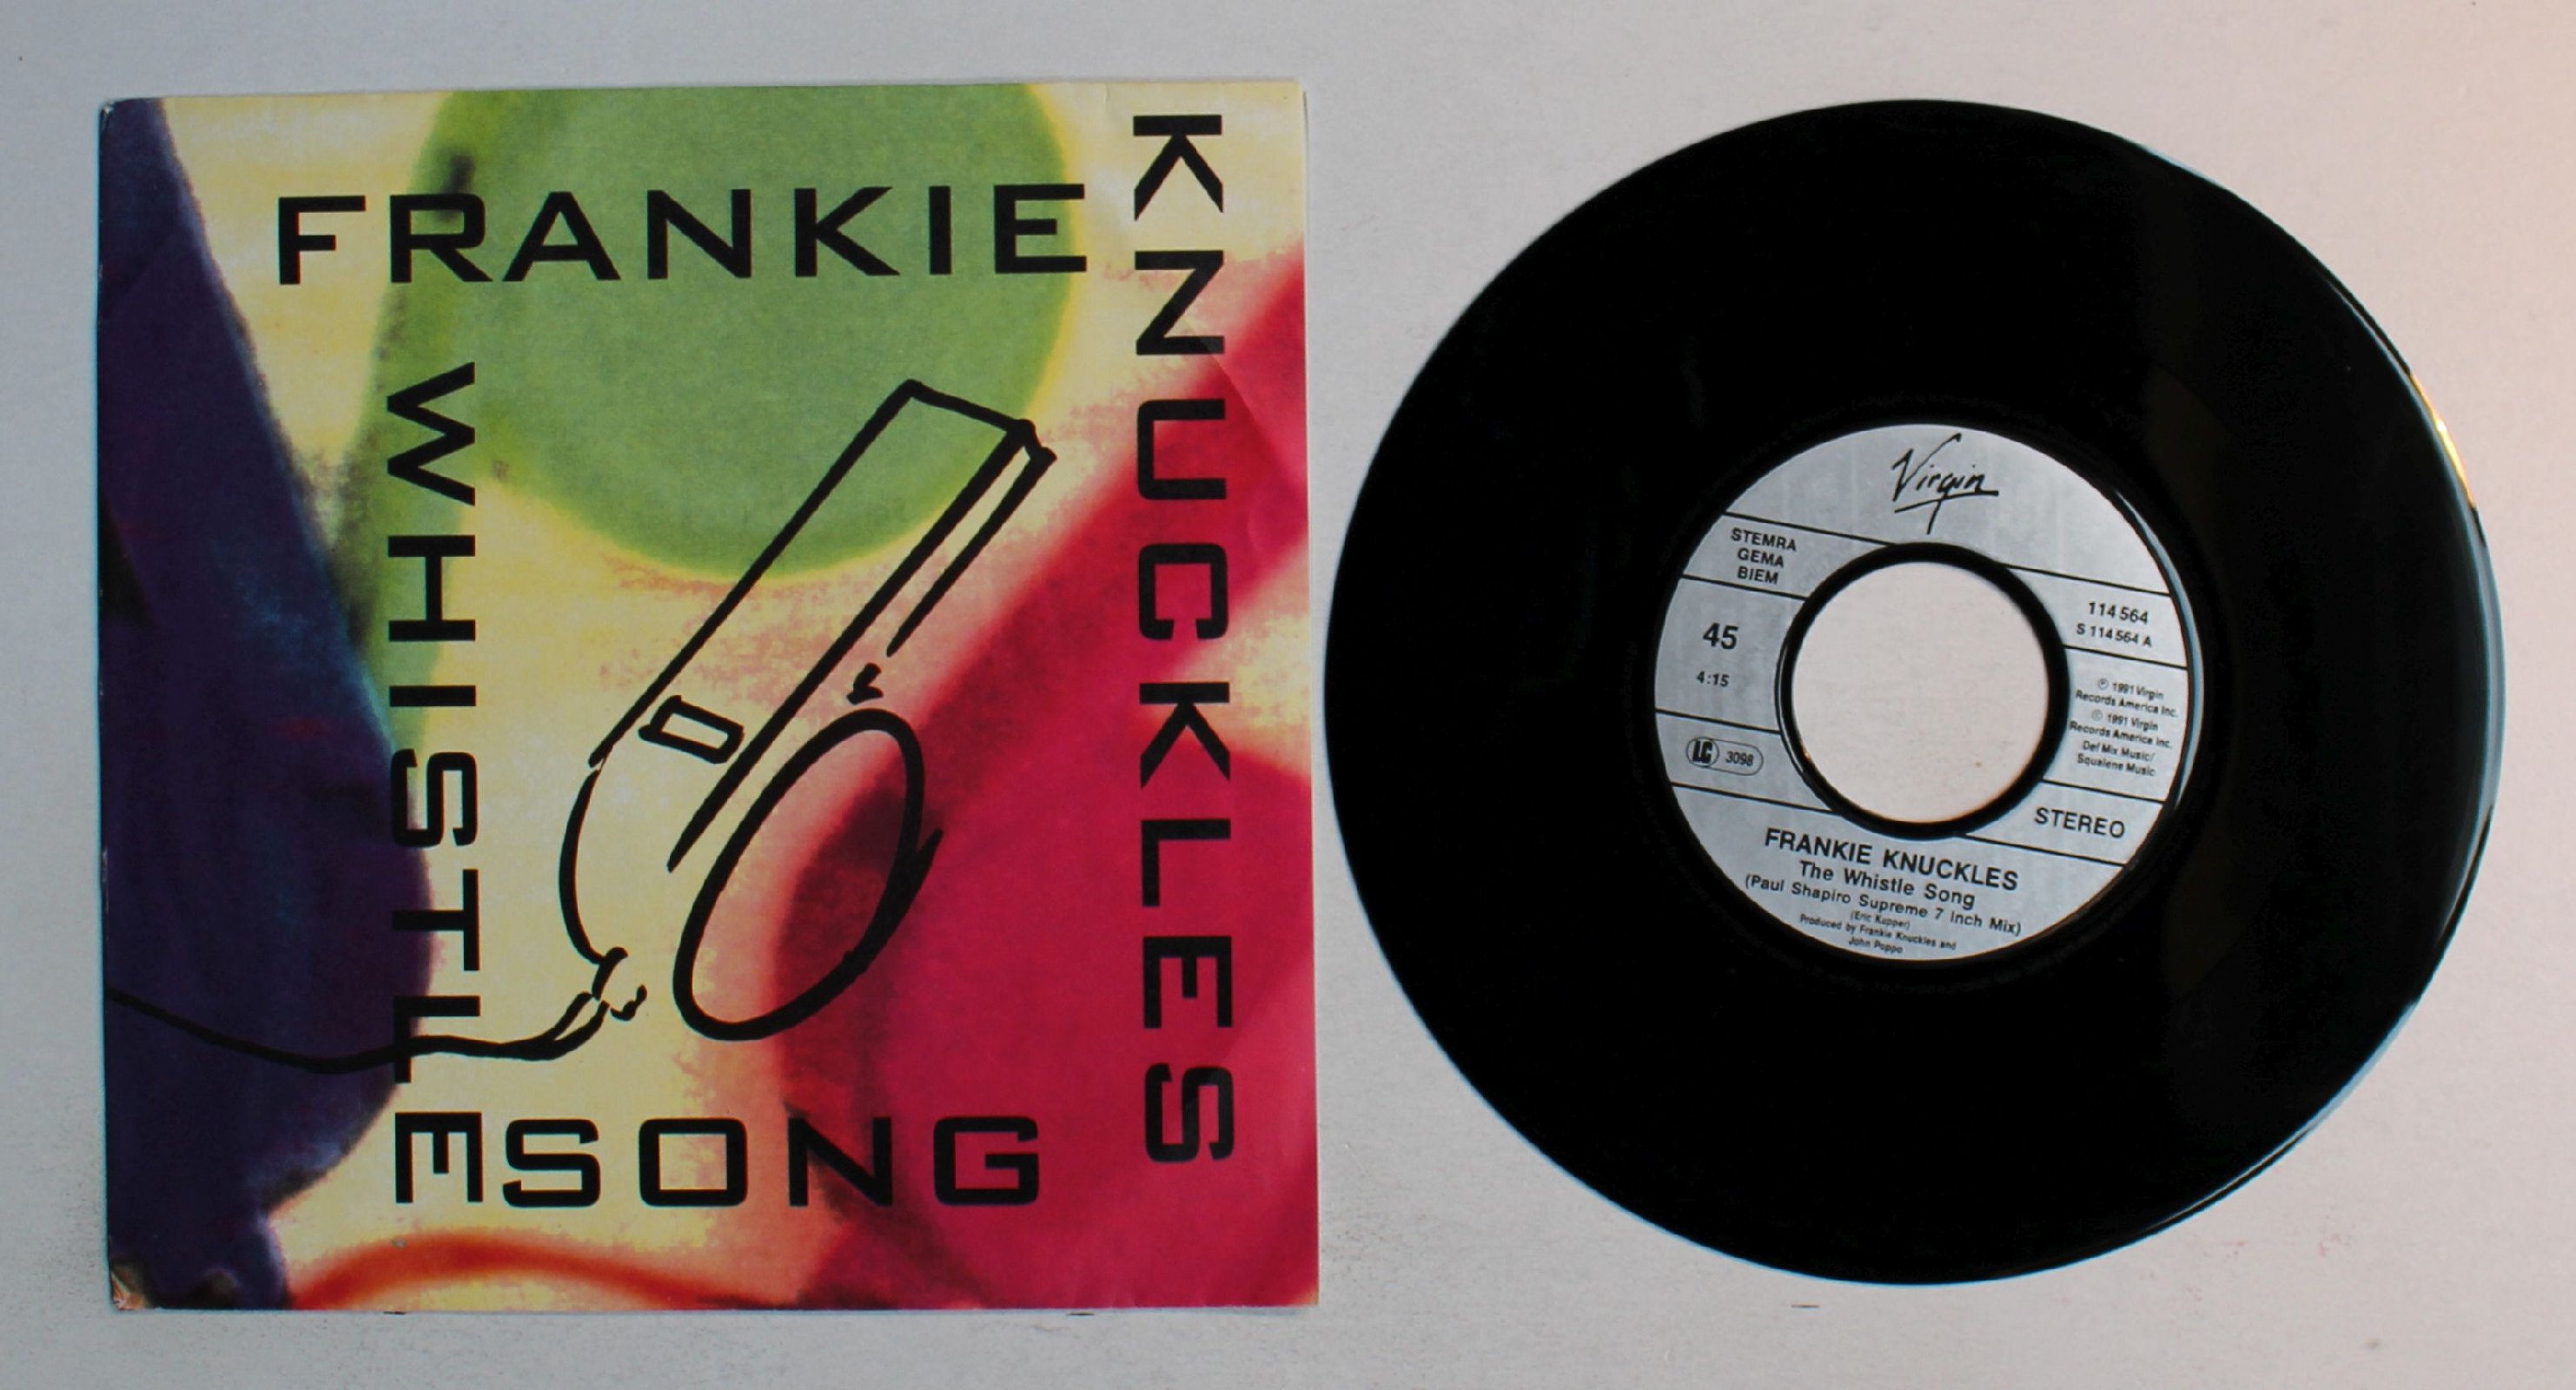 FRANKIE
KNUCKLES
WHISTLE
SONG
Virgin
STEMRA
GEMA
BIEM
45
4:15
LC 3098
114 564
S 114 564 A
℗ 1991 Virgin
Records America Inc.
© 1991 Virgin
Records America Inc.
Def Mix Music/
Squalene Music
STEREO
FRANKIE KNUCKLES
The Whistle Song
(Paul Shapiro Supreme 7 Inch Mix)
(Eric Kupper)
Produced by Frankie Knuckles and
John Poppo